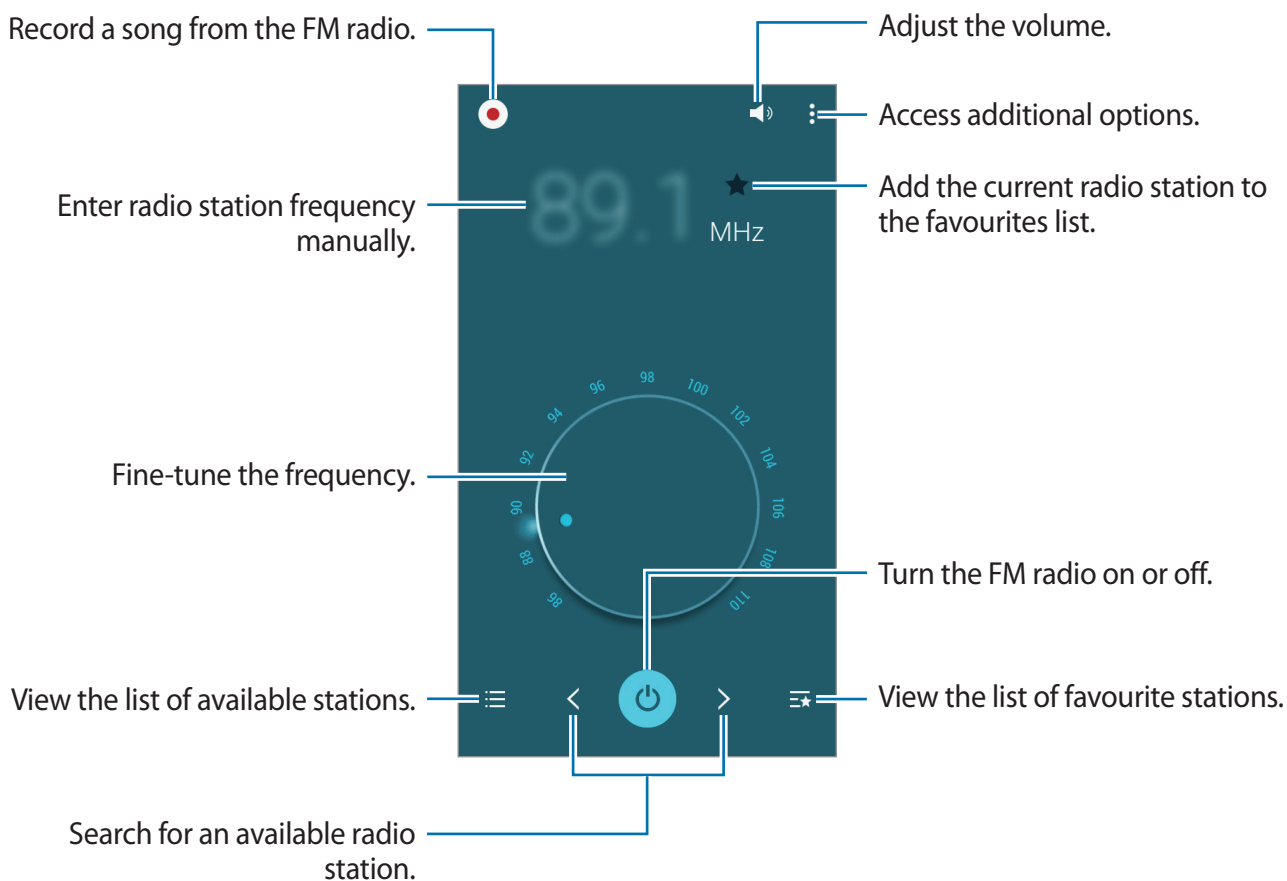 Record a song from the FM radio.
Adjust the volume.
Access additional options.
Enter radio station frequency
manually.
89.1
MHz
Add the current radio station to
the favourites list.
86
88
90
92
94
96
98
100
102
104
106
108
110
Fine-tune the frequency.
Turn the FM radio on or off.
View the list of available stations.
View the list of favourite stations.
Search for an available radio
station.